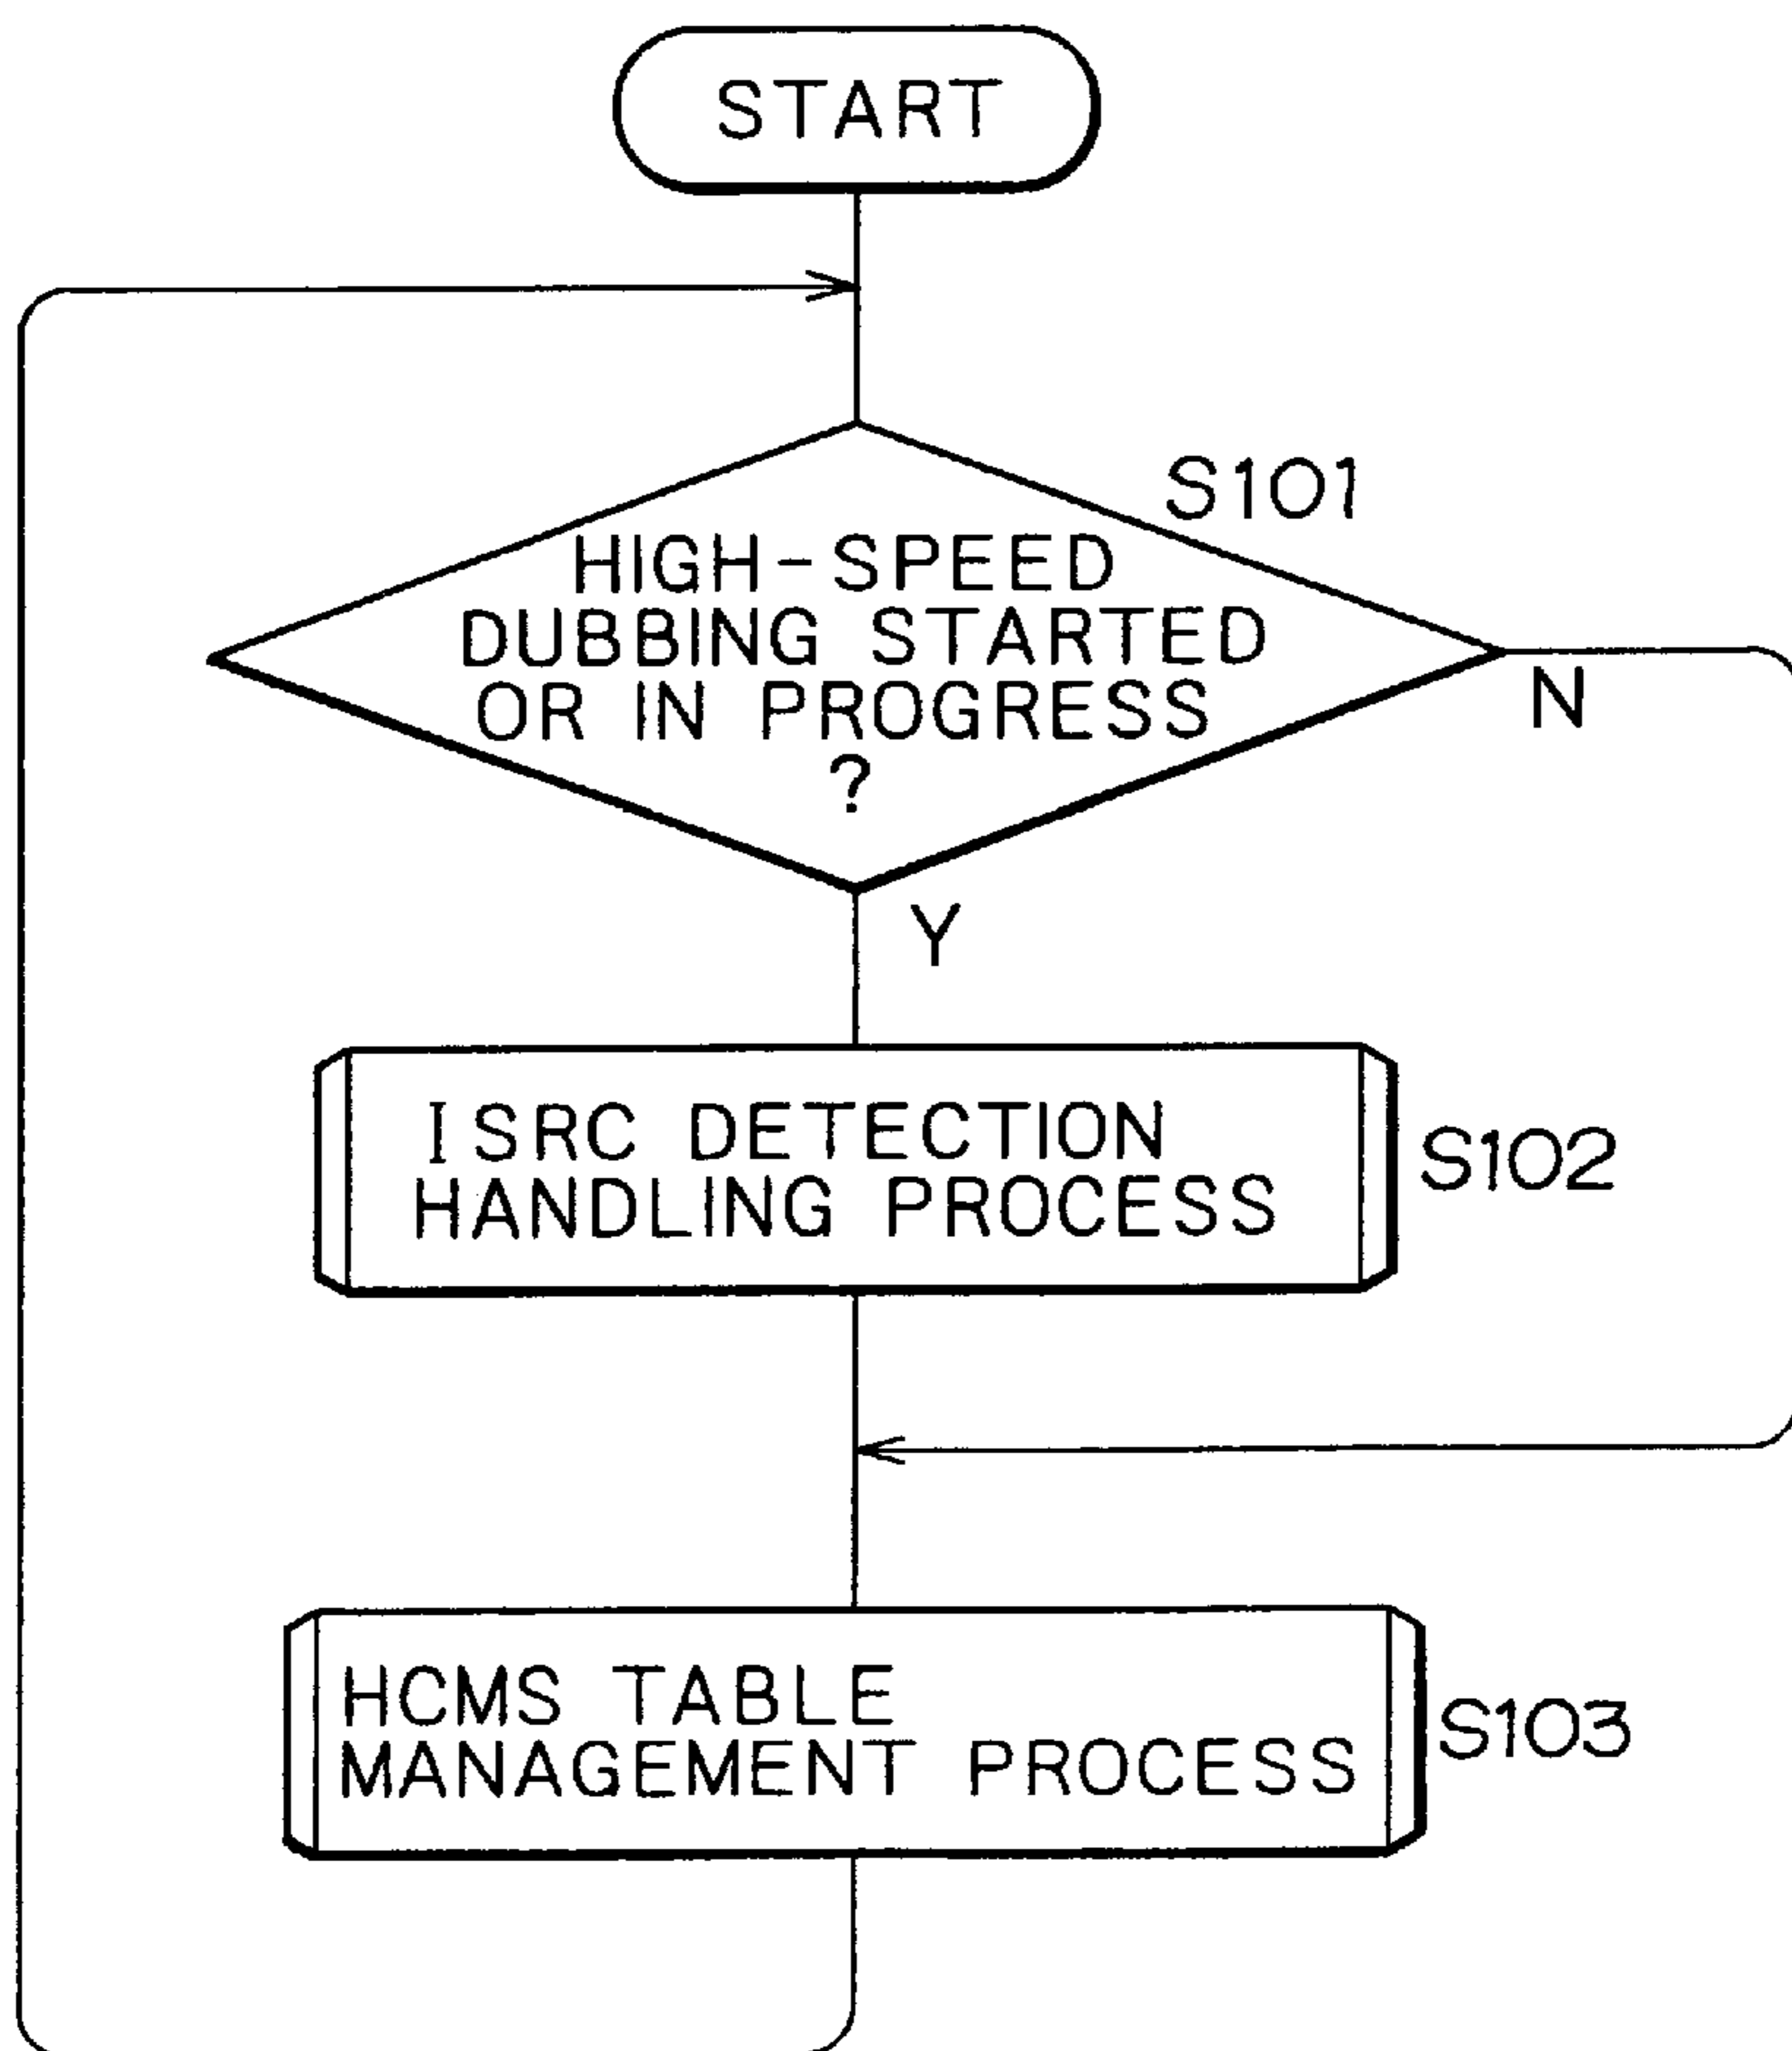 START
S101
HIGH-SPEED
DUBBING STARTED
OR IN PROGRESS
?
N
Y
ISRC DETECTION
HANDLING PROCESS
S102
HCMS TABLE
MANAGEMENT PROCESS
S103